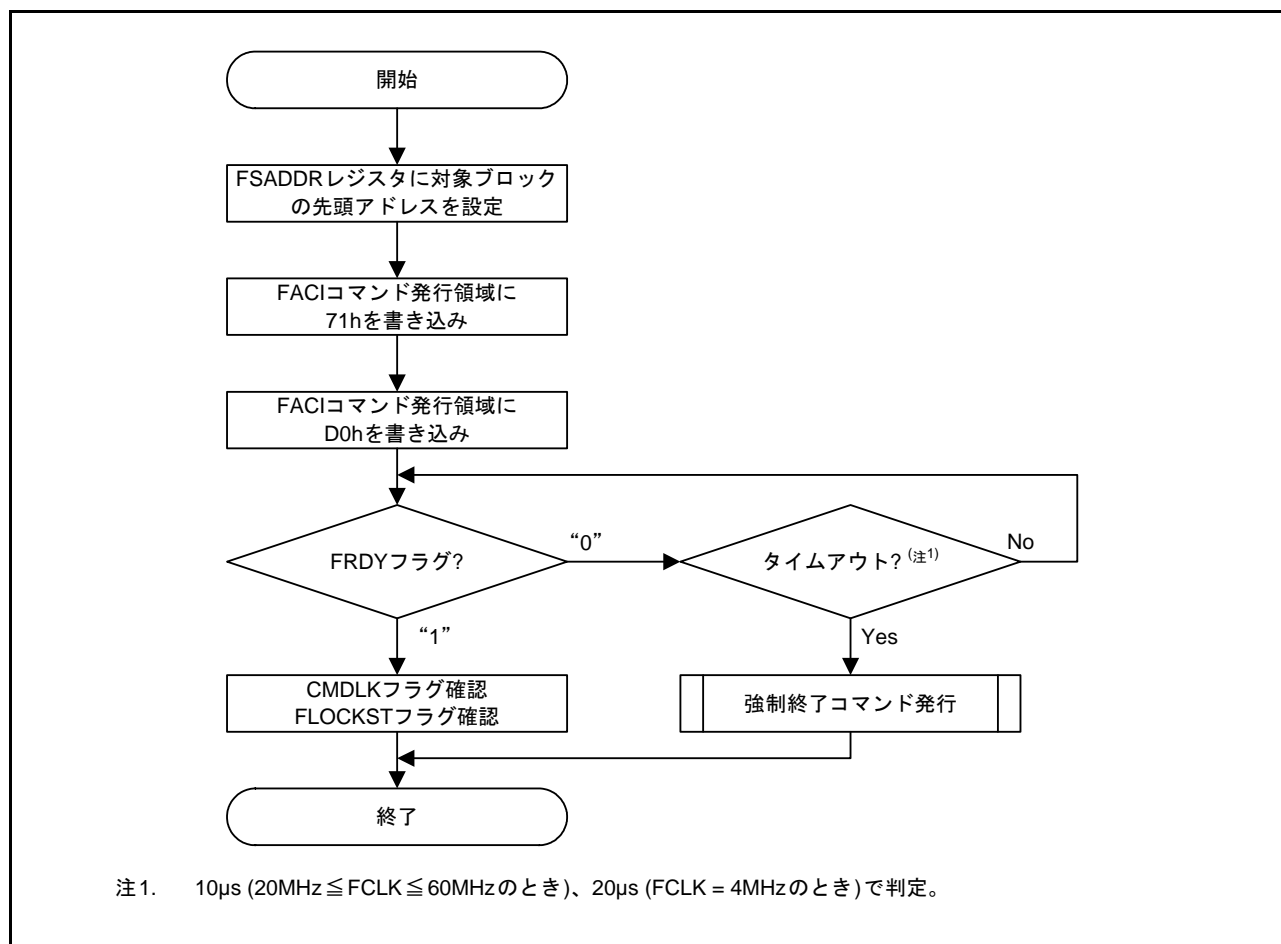 開始
FSADDRレジスタに対象ブロック
の先頭アドレスを設定
FACIコマンド発行領域に
71hを書き込み
FACIコマンド発行領域に
D0hを書き込み
FRDYフラグ?
“0”
タイムアウト? (注1)
No
“1”
Yes
CMDLKフラグ確認
FLOCKSTフラグ確認
強制終了コマンド発行
終了
注1. 10µs (20MHz≦FCLK≦60MHzのとき)、20µs (FCLK = 4MHzのとき)で判定。